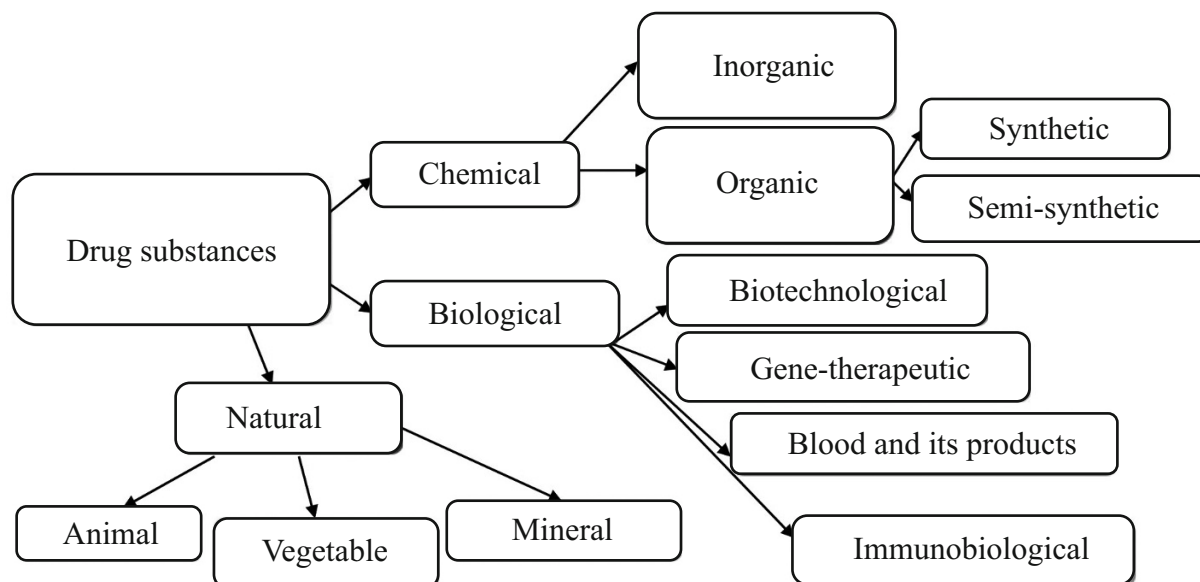 Inorganic
Synthetic
Chemical
Organic
Semi-synthetic
Drug substances
Biotechnological
Biological
Gene-therapeutic
Natural
Blood and its products
Animal
Mineral
Vegetable
Immunobiological